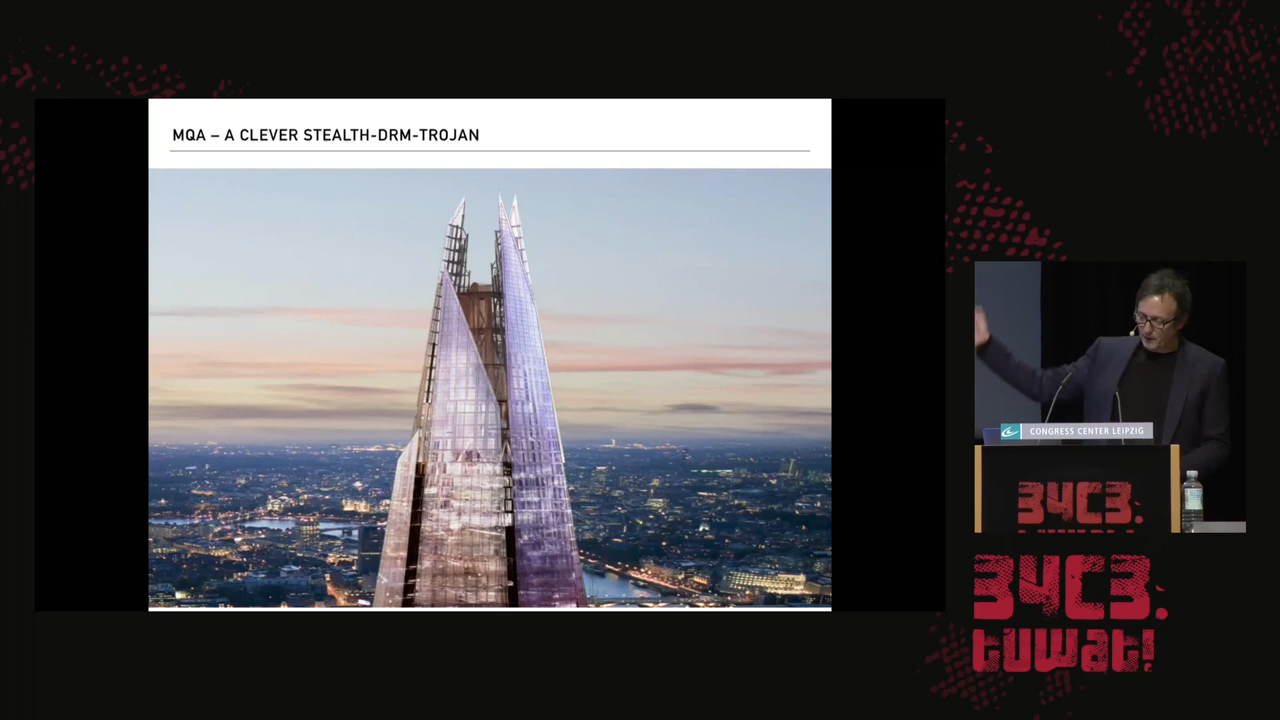 MQA – A CLEVER STEALTH-DRM-TROJAN
CONGRESS CENTER LEIPZIG
34C3.
34C3.
tuwat!